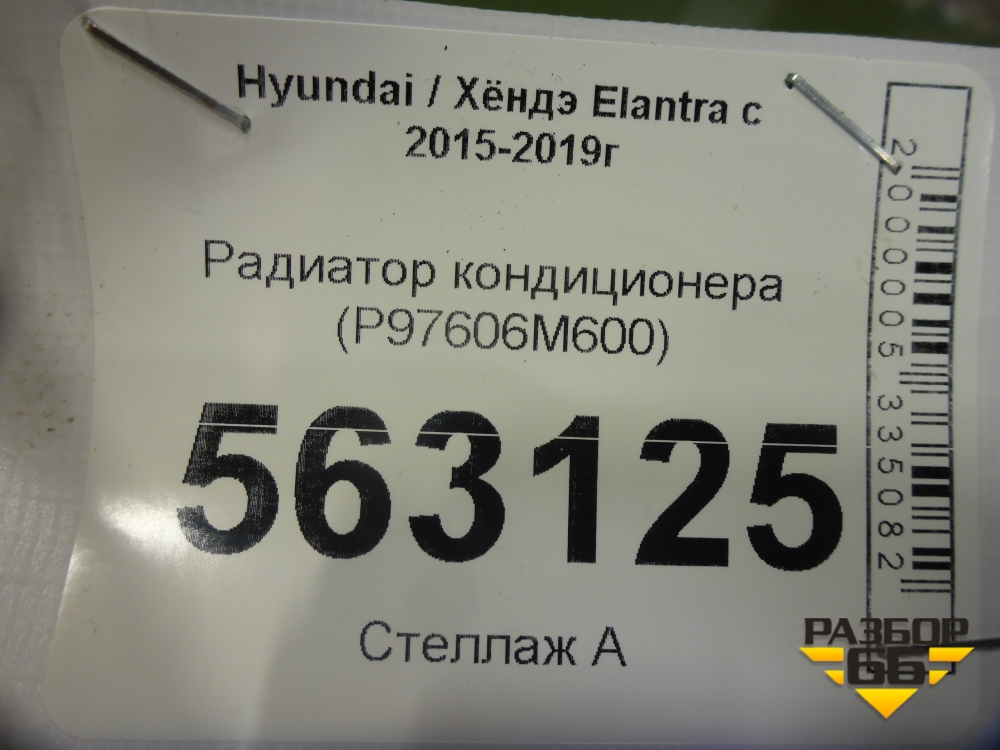 Hyundai / Хёндэ Elantra с
2015-2019г
Радиатор кондиционера
(P97606M600)
563125
Стеллаж А
2000005335082
РАЗБОР
66